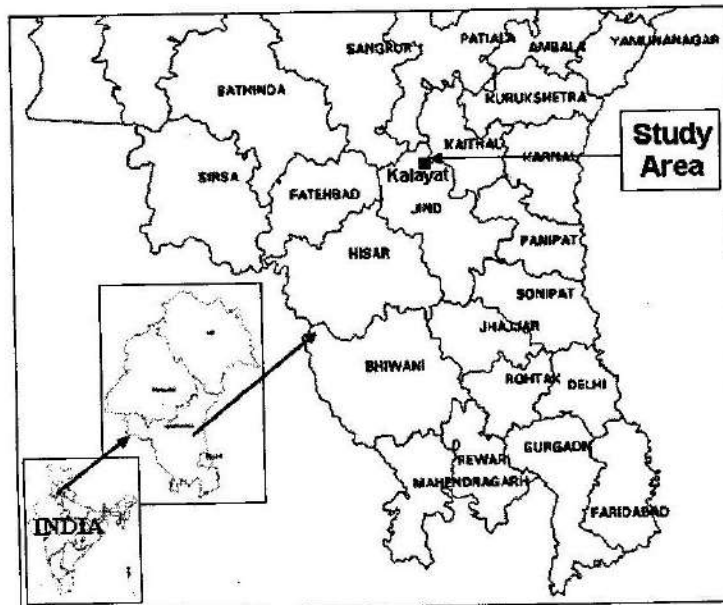 SANGRUR
PATIALA
AMBALA
YAMUNANAGAR
BATHINDA
KURUKSHETRA
Study
Area
KAITHAL
KARNAL
Kalayat
SIRSA
FATEHBAD
JIND
PANIPAT
HISAR
SONIPAT
JHAJJAR
BHIWANI
ROHTAK
DELHI
GURGAON
REWARI
MAHENDRAGARH
FARIDABAD
INDIA